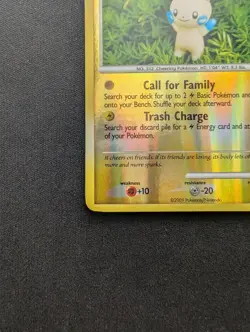 NO. 312 Cheering Pokémon HT: 1'04" WT: 9.3 lbs.
Call for Family
Search your deck for up to 2 Basic Pokémon and
onto your Bench. Shuffle your deck afterward.
Trash Charge
Search your discard pile for a Energy card and at
of your Pokémon.
It cheers on friends. If its friends are losing, its body lets o
more and more sparks.
weakness
+10
resistance
-20
©2009 Pokémon/Nintendo